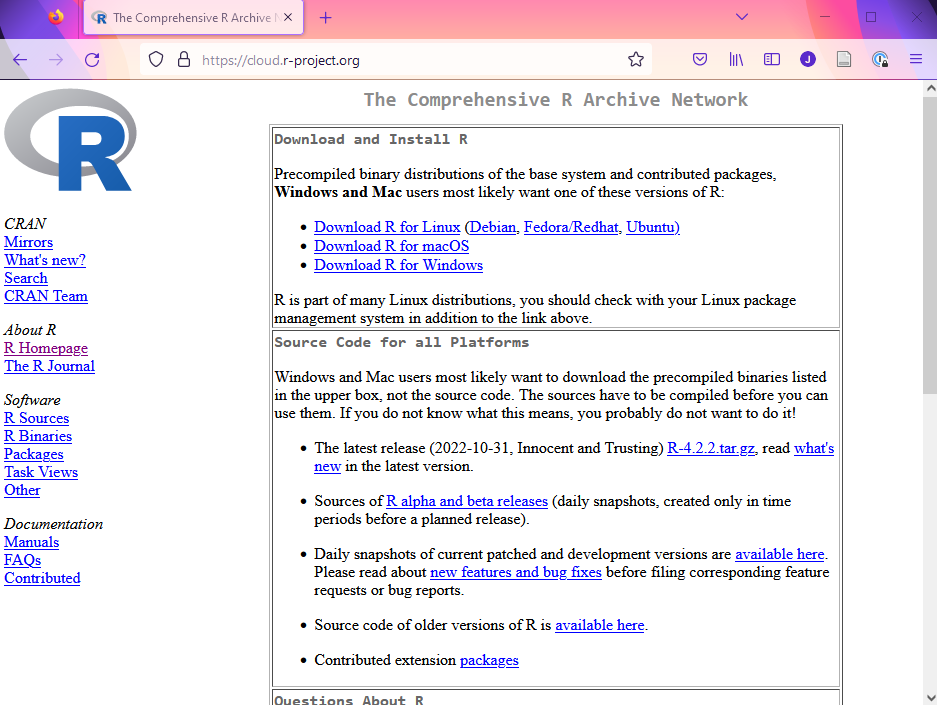 The Comprehensive R Archive N
https://cloud.r-project.org
J
R
CRAN
Mirrors
What's new?
Search
CRAN Team
About R
R Homepage
The R Journal
Software
R Sources
R Binaries
Packages
Task Views
Other
Documentation
Manuals
FAQs
Contributed
The Comprehensive R Archive Network
Download and Install R
Precompiled binary distributions of the base system and contributed packages,
Windows and Mac users most likely want one of these versions of R:
• Download R for Linux (Debian, Fedora/Redhat, Ubuntu)
• Download R for macOS
• Download R for Windows
R is part of many Linux distributions, you should check with your Linux package
management system in addition to the link above.
Source Code for all Platforms
Windows and Mac users most likely want to download the precompiled binaries listed
in the upper box, not the source code. The sources have to be compiled before you can
use them. If you do not know what this means, you probably do not want to do it!
• The latest release (2022-10-31, Innocent and Trusting) R-4.2.2.tar.gz, read what's
new in the latest version.
• Sources of R alpha and beta releases (daily snapshots, created only in time
periods before a planned release).
• Daily snapshots of current patched and development versions are available here.
Please read about new features and bug fixes before filing corresponding feature
requests or bug reports.
• Source code of older versions of R is available here.
• Contributed extension packages
Questions About R